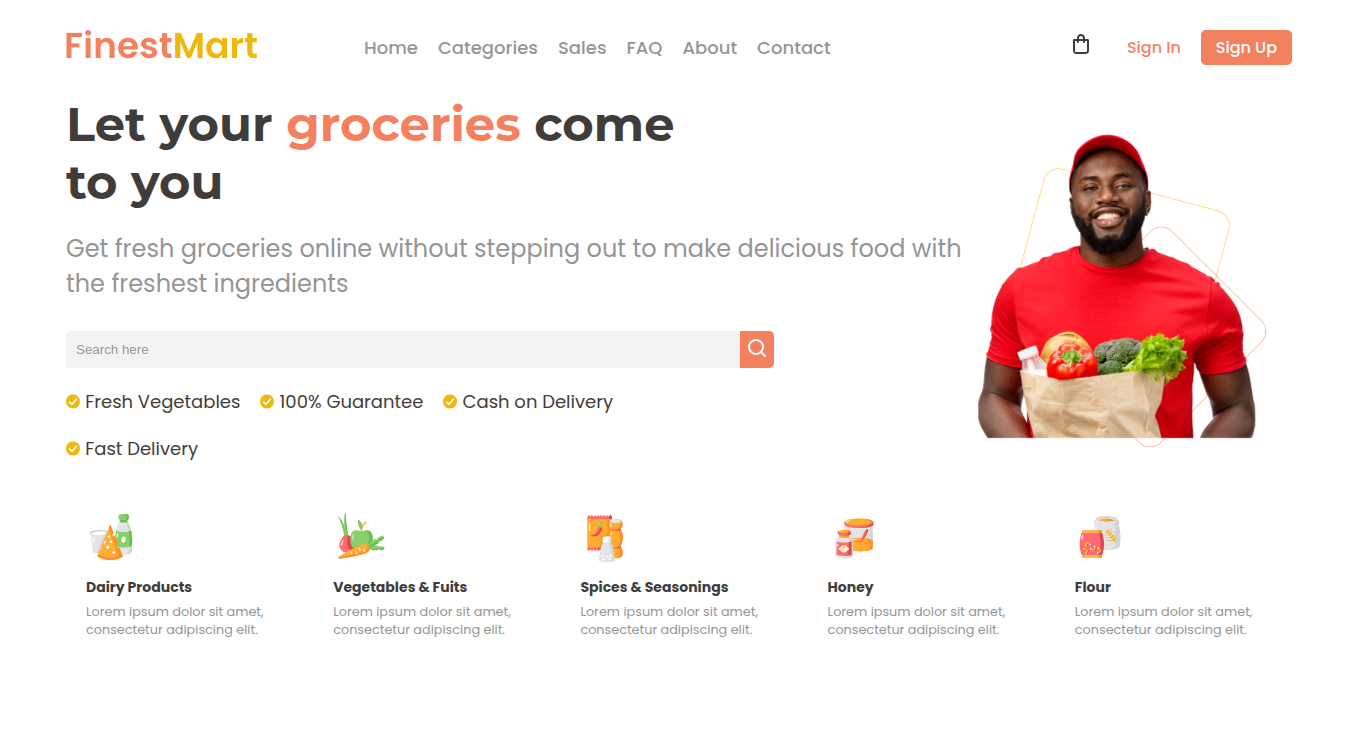 FinestMart
Home Categories Sales FAQ About Contact
Sign In Sign Up
Let your groceries come
to you
Get fresh groceries online without stepping out to make delicious food with
the freshest ingredients
Search here
Fresh Vegetables 100% Guarantee Cash on Delivery
Fast Delivery
Dairy Products
Lorem ipsum dolor sit amet,
consectetur adipiscing elit.
Vegetables & Fuits
Lorem ipsum dolor sit amet,
consectetur adipiscing elit.
Spices & Seasonings
Lorem ipsum dolor sit amet,
consectetur adipiscing elit.
Honey
Lorem ipsum dolor sit amet,
consectetur adipiscing elit.
Flour
Lorem ipsum dolor sit amet,
consectetur adipiscing elit.